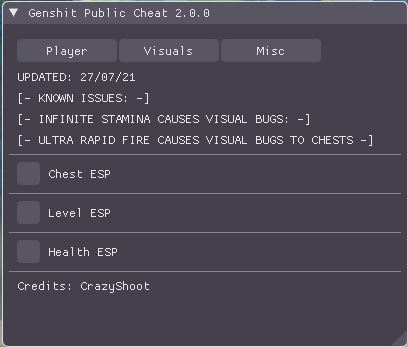 Genshit Public Cheat 2.0.0
Player Visuals Misc
UPDATED: 27/07/21
[- KNOWN ISSUES: -]
[- INFINITE STAMINA CAUSES VISUAL BUGS: -]
[- ULTRA RAPID FIRE CAUSES VISUAL BUGS TO CHESTS -]
Chest ESP
Level ESP
Health ESP
Credits: CrazyShoot